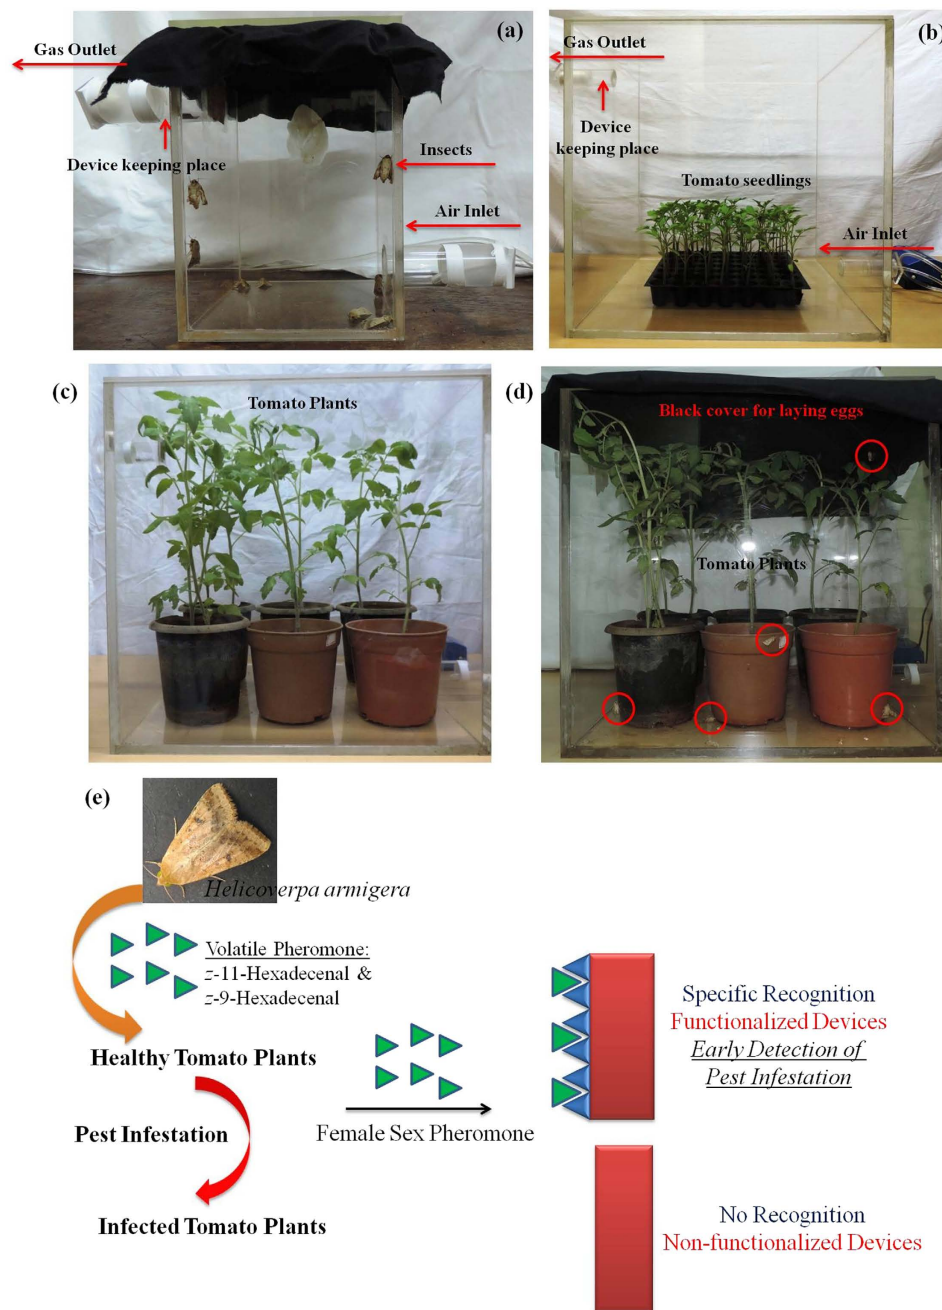 (a)
Gas Outlet
Device keeping place
Insects
Air Inlet
(b)
Gas Outlet
Device
keeping place
Tomato seedlings
Air Inlet
(c)
Tomato Plants
(d)
Black cover for laying eggs
Tomato Plants
(e)
Helicoverpa armigera
Volatile Pheromone:
z-11-Hexadecenal &
z-9-Hexadecenal
Healthy Tomato Plants
Pest Infestation
Infected Tomato Plants
Female Sex Pheromone
Specific Recognition
Functionalized Devices
Early Detection of
Pest Infestation
No Recognition
Non-functionalized Devices